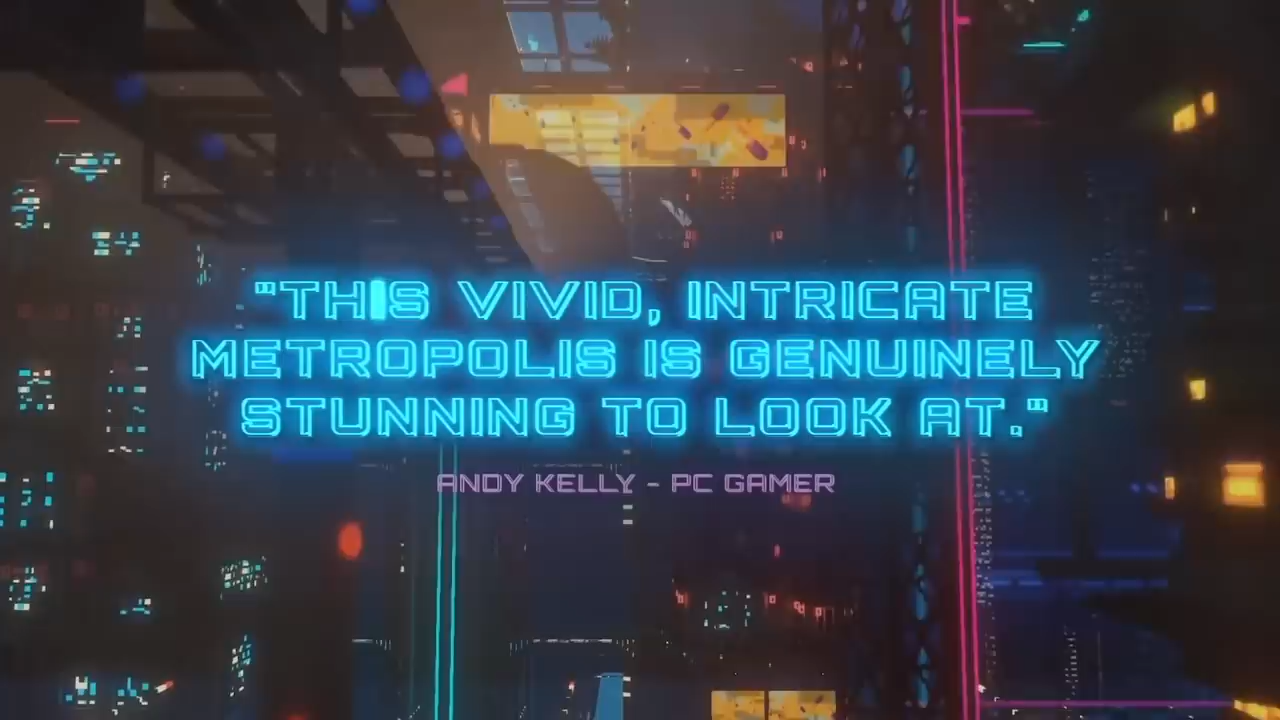 "THIS VIVID, INTRICATE
METROPOLIS IS GENUINELY
STUNNING TO LOOK AT."
ANDY KELLY - PC GAMER